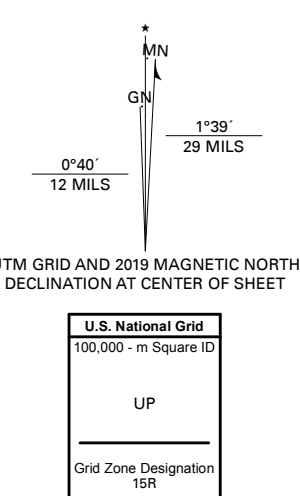 ★
MN
GN
1°39´
29 MILS
0°40´
12 MILS
UTM GRID AND 2019 MAGNETIC NORTH
DECLINATION AT CENTER OF SHEET
U.S. National Grid
100,000 - m Square ID
UP
Grid Zone Designation
15R